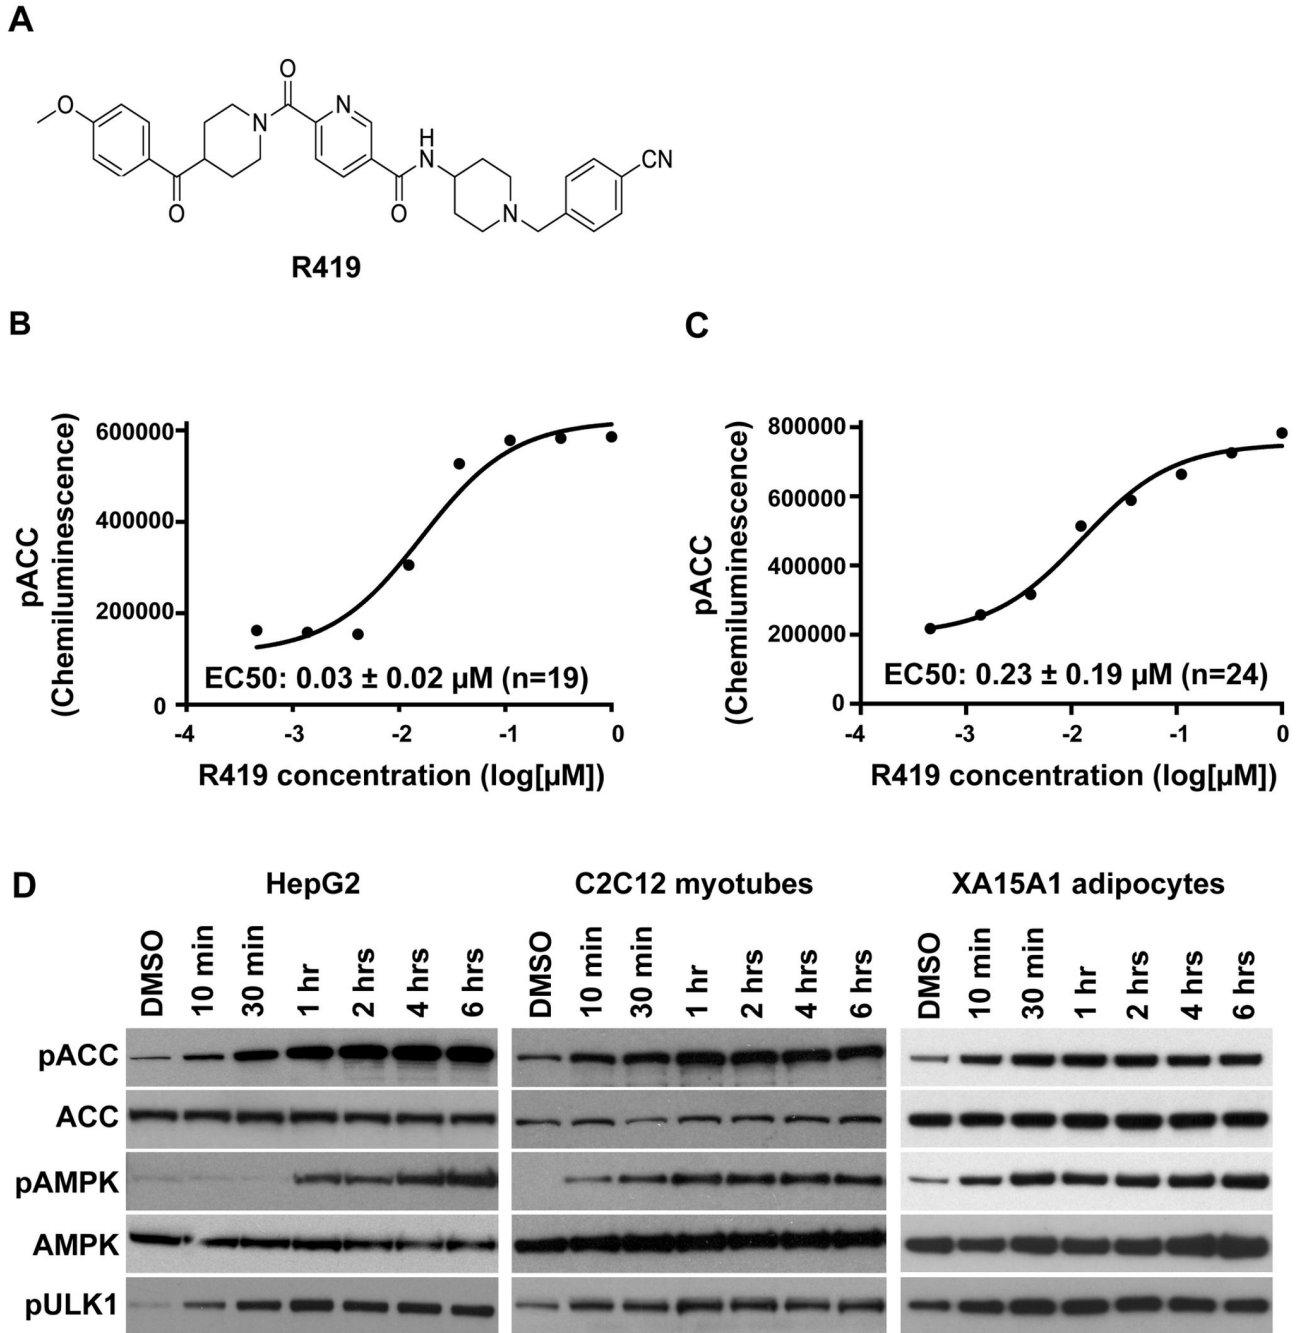 A
O
O
N
N
H
N
O
O
N
CN
R419
B
C
pACC
(Chemiluminescence)
600000
400000
200000
0
EC50: 0.03 ± 0.02 µM (n=19)
-4 -3 -2 -1 0
R419 concentration (log[µM])
pACC
(Chemiluminescence)
800000
600000
400000
200000
0
EC50: 0.23 ± 0.19 µM (n=24)
-4 -3 -2 -1 0
R419 concentration (log[µM])
D
HepG2 C2C12 myotubes XA15A1 adipocytes
DMSO 10 min 30 min 1 hr 2 hrs 4 hrs 6 hrs DMSO 10 min 30 min 1 hr 2 hrs 4 hrs 6 hrs DMSO 10 min 30 min 1 hr 2 hrs 4 hrs 6 hrs
pACC
ACC
pAMPK
AMPK
pULK1